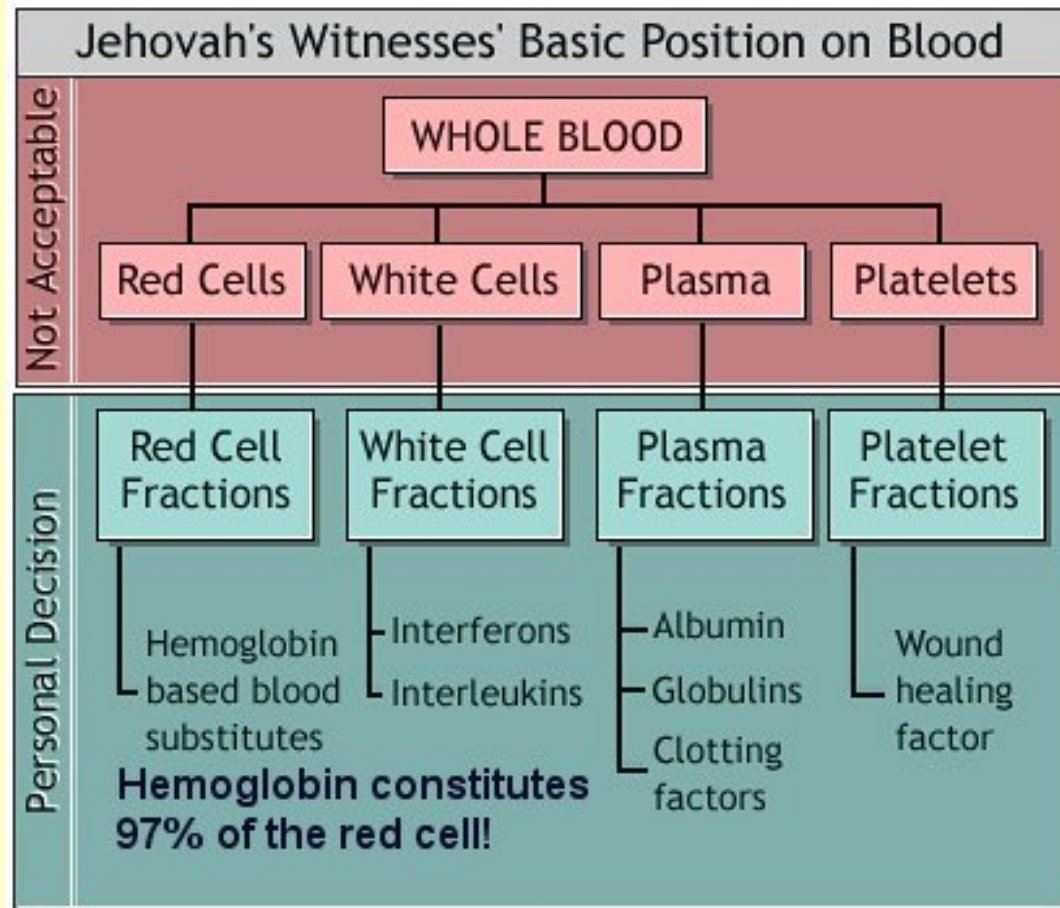 Jehovah's Witnesses' Basic Position on Blood
Not Acceptable
WHOLE BLOOD
Red Cells
White Cells
Plasma
Platelets
Personal Decision
Red Cell
Fractions
White Cell
Fractions
Plasma
Fractions
Platelet
Fractions
Hemoglobin
based blood
substitutes
Interferons
Interleukins
Albumin
Globulins
Clotting
factors
Wound
healing
factor
Hemoglobin constitutes
97% of the red cell!